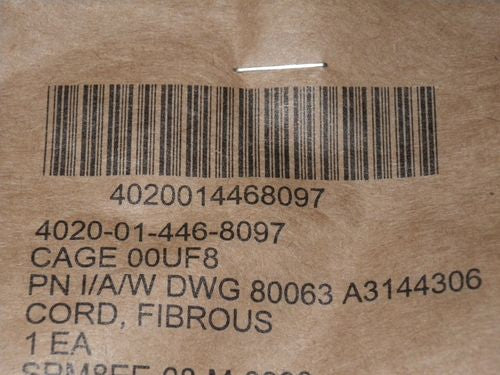 4020014468097
4020-01-446-8097
CAGE 00UF8
PN I/A/W DWG 80063 A3144306
CORD, FIBROUS
1 EA